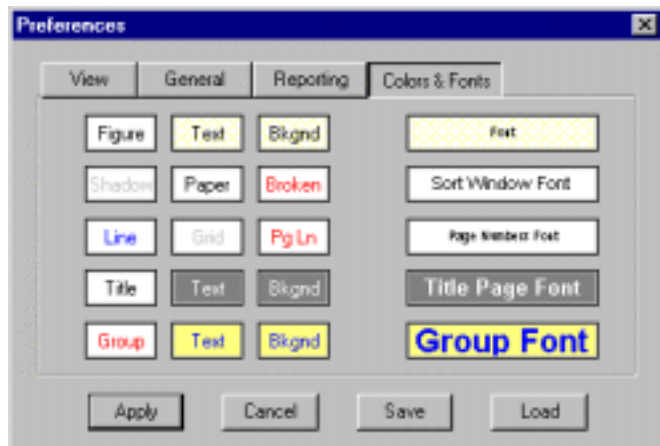 Preferences
View General Reporting Colors & Fonts
Figure Text Bkgnd Font
Shadow Paper Broken Sort Window Font
Line Grid Pg Ln Page Number Font
Title Text Bkgnd Title Page Font
Group Text Bkgnd Group Font
Apply Cancel Save Load